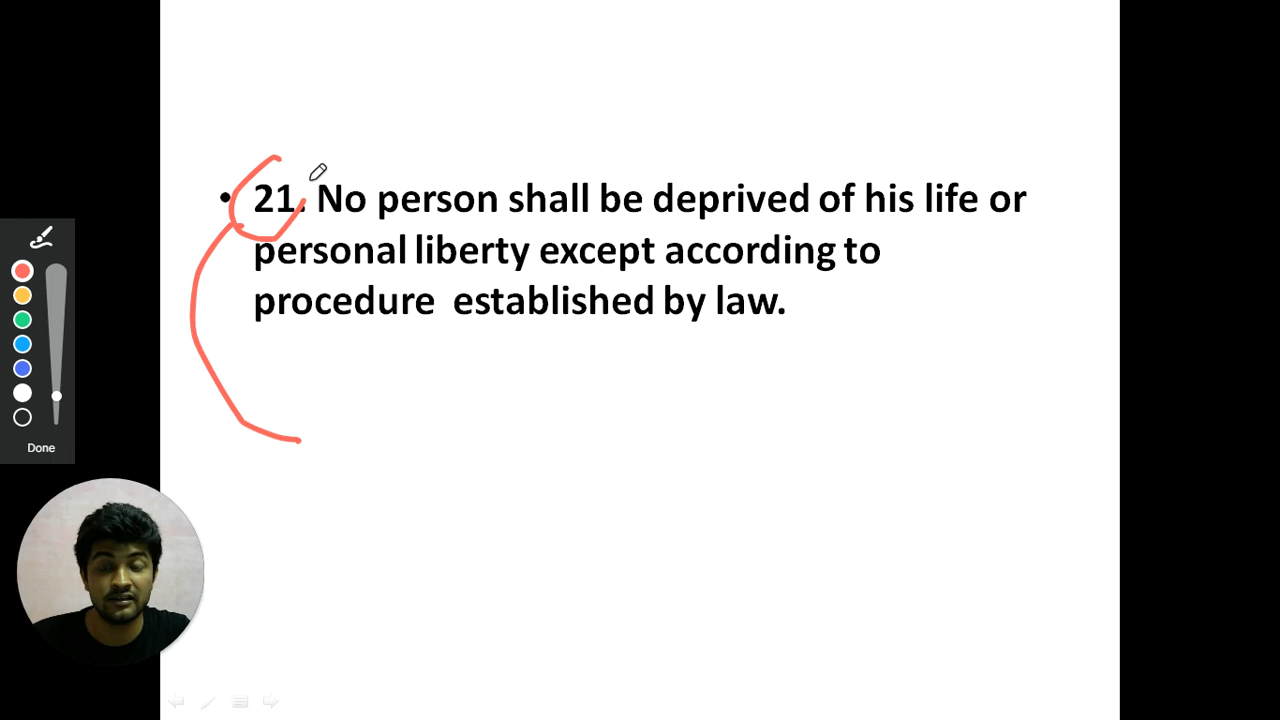 • 21. No person shall be deprived of his life or
personal liberty except according to
procedure established by law.
Done